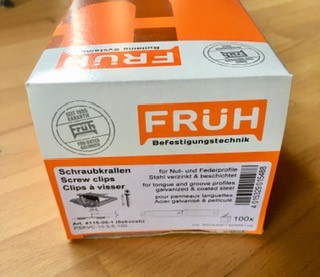 FRÜH
Building Systems
FRÜH
Befestigungstechnik
Früh
Schraubkrallen
Screw clips
Clips à visser
für Nut- und Federprofile
Stahl verzinkt & beschichtet
for tongue and groove profiles
galvanized & coated steel
pour panneaux languettes
Acier galvanisé & pelliculé
100x